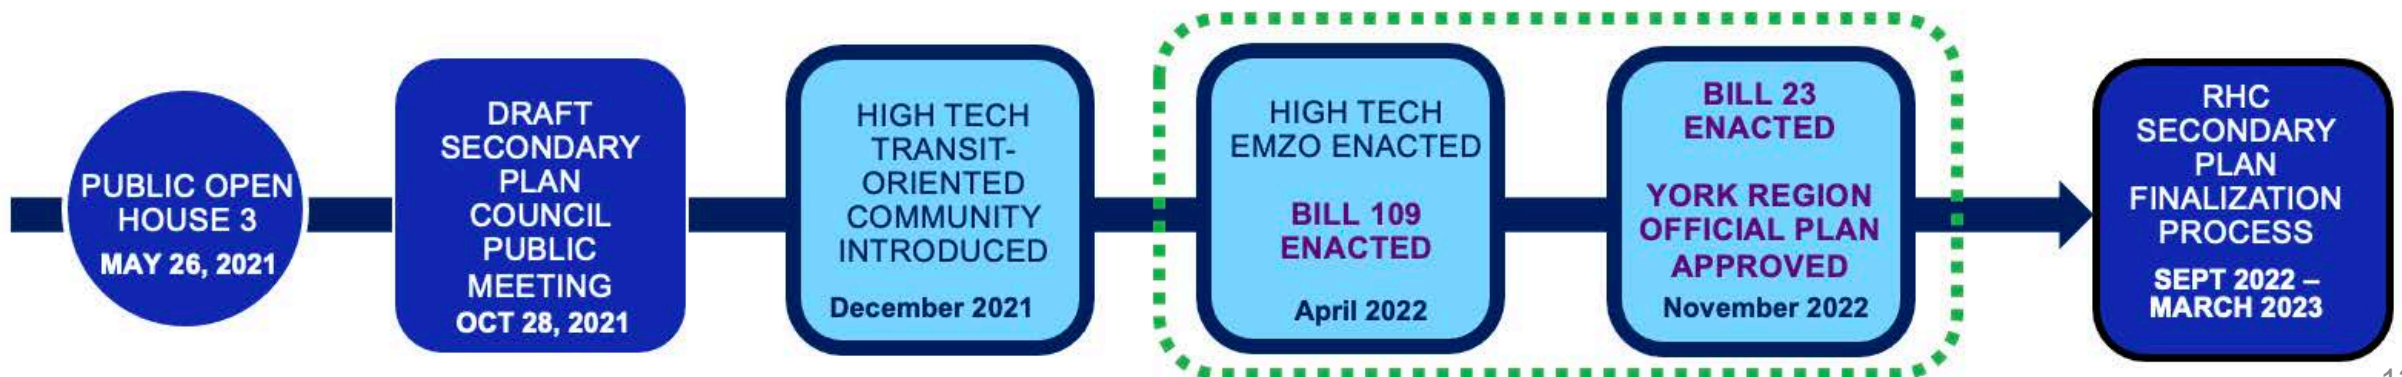 PUBLIC OPEN
HOUSE 3
MAY 26, 2021
DRAFT
SECONDARY
PLAN
COUNCIL
PUBLIC
MEETING
OCT 28, 2021
HIGH TECH
TRANSIT-
ORIENTED
COMMUNITY
INTRODUCED
December 2021
HIGH TECH
EMZO ENACTED
BILL 109
ENACTED
April 2022
BILL 23
ENACTED
YORK REGION
OFFICIAL PLAN
APPROVED
November 2022
RHC
SECONDARY
PLAN
FINALIZATION
PROCESS
SEPT 2022 –
MARCH 2023